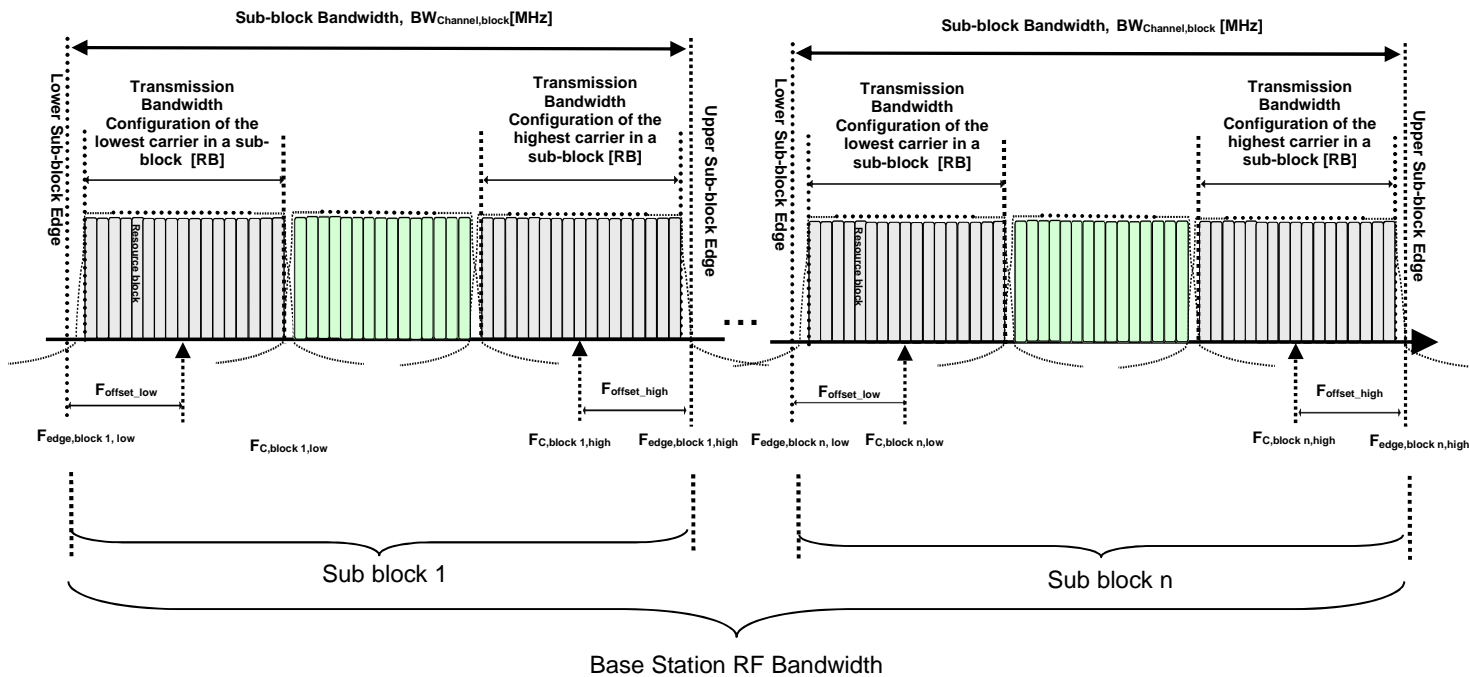 Sub-block Bandwidth, BWChannel,block[MHz]
Sub-block Bandwidth, BWChannel,block [MHz]
Lower Sub-block Edge
Transmission
Bandwidth
Configuration of the
lowest carrier in a sub-
block [RB]
Transmission
Bandwidth
Configuration of the
highest carrier in a
sub-block [RB]
Upper Sub-block Edge
Lower Sub-block Edge
Transmission
Bandwidth
Configuration of the
lowest carrier in a
sub-block [RB]
Transmission
Bandwidth
Configuration of the
highest carrier in a
sub-block [RB]
Upper Sub-block Edge
Resource block
...
Resource block
Foffset_low
Foffset_high
Foffset_low
Foffset_high
Fedge,block 1, low
FC,block 1,low
FC,block 1,high
Fedge,block 1,high
Fedge,block n, low
FC,block n,low
FC,block n,high
Fedge,block n,high
Sub block 1
Sub block n
Base Station RF Bandwidth